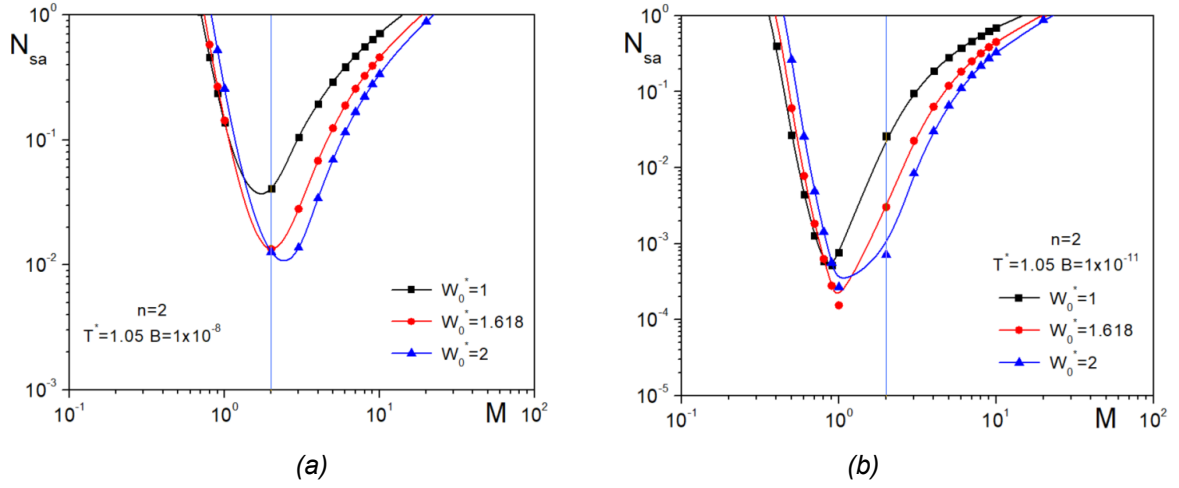 10^0
N_sa
10^-1
10^-2
10^-3
10^-1
10^0
10^1
M
10^2
n=2
T^*=1.05 B=1x10^-8
W_0^*=1
W_0^*=1.618
W_0^*=2
(a)
10^0
N_sa
10^-1
10^-2
10^-3
10^-4
10^-5
10^-1
10^0
10^1
M
10^2
n=2
T^*=1.05 B=1x10^-11
W_0^*=1
W_0^*=1.618
W_0^*=2
(b)